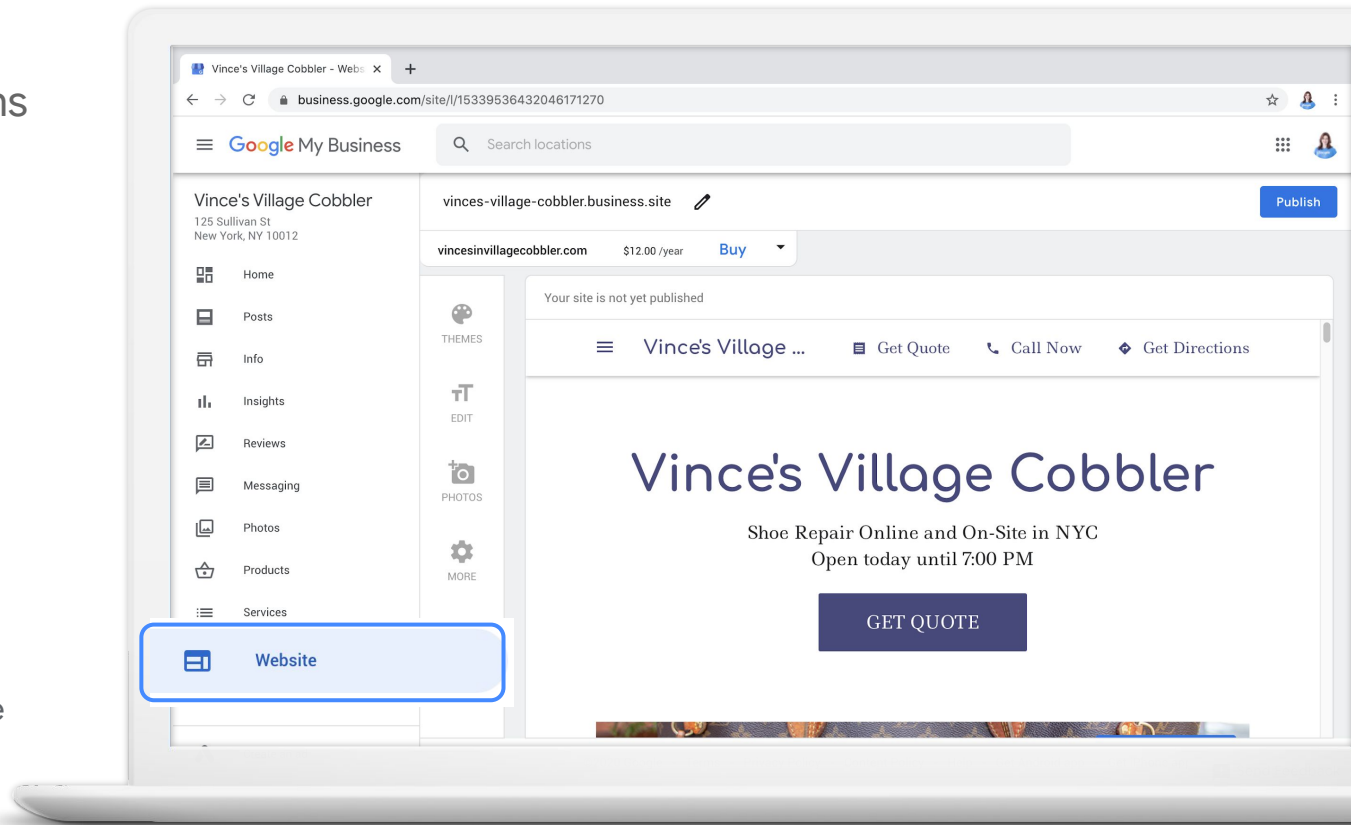 ns
Vince's Village Cobbler - Webs
business.google.com/site/l/15339536432046171270
Google My Business
Search locations
Vince's Village Cobbler
125 Sullivan St
New York, NY 10012
Home
Posts
Info
Insights
Reviews
Messaging
Photos
Products
Services
Website
vinces-village-cobbler.business.site
Publish
vincesinvillagecobbler.com $12.00 /year Buy
THEMES
EDIT
PHOTOS
MORE
Your site is not yet published
Vince's Village ... Get Quote Call Now Get Directions
Vince's Village Cobbler
Shoe Repair Online and On-Site in NYC
Open today until 7:00 PM
GET QUOTE
e